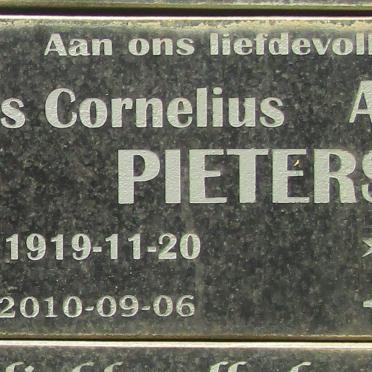 Aan ons liefdevoll
s Cornelius A
PIETERS
1919-11-20
2010-09-06